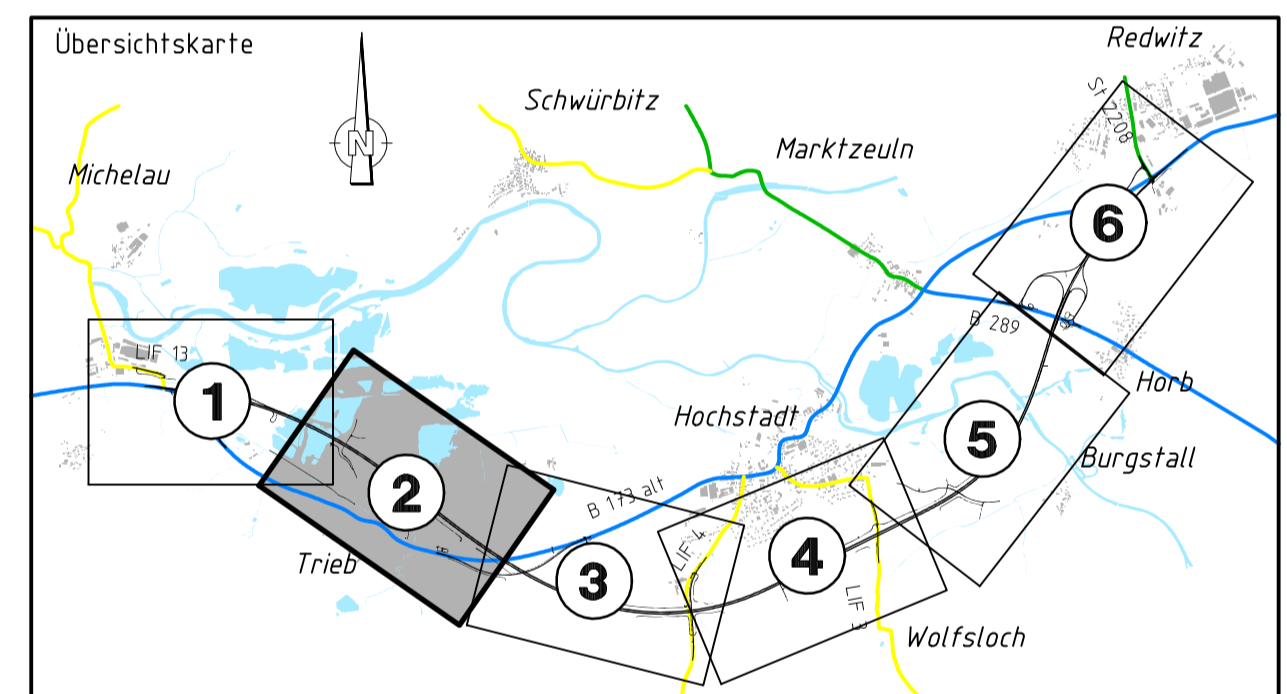 Übersichtskarte
Redwitz
Schwürbitz
St 2208
Marktzeuln
N
Michelau
6
B 289
LIF 13
1
Horb
Hochstadt
5
Burgstall
2
B 173 alt
Trieb
3
LIF 4
4
LIF 3
Wolfsloch